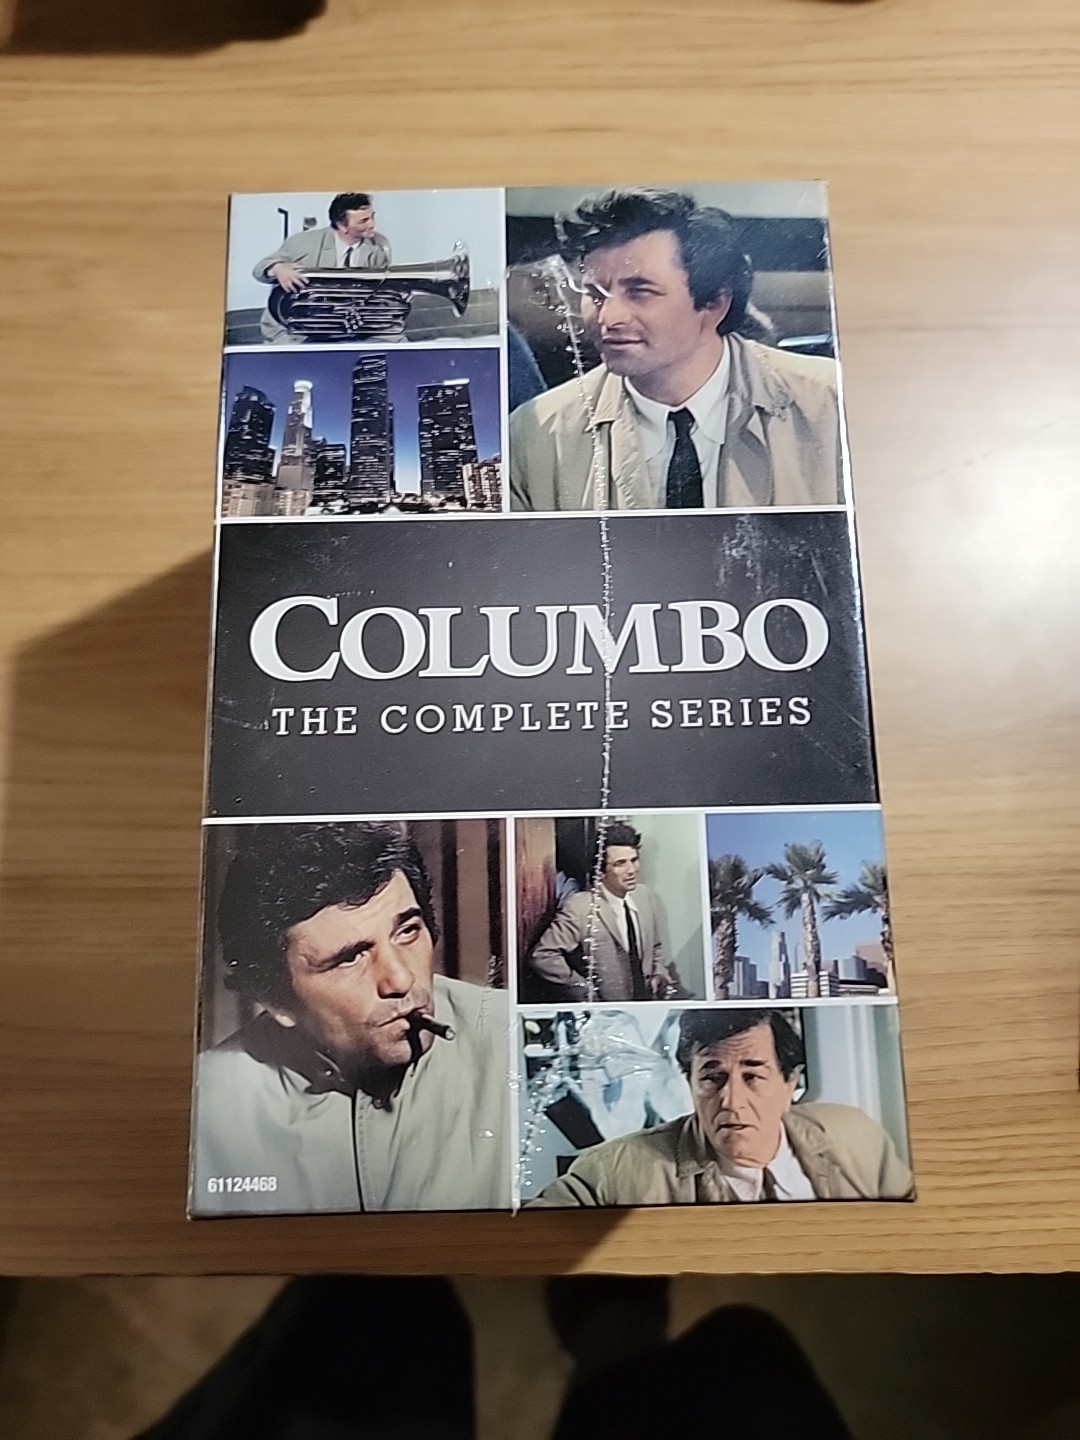 COLUMBO
THE COMPLETE SERIES
61124468